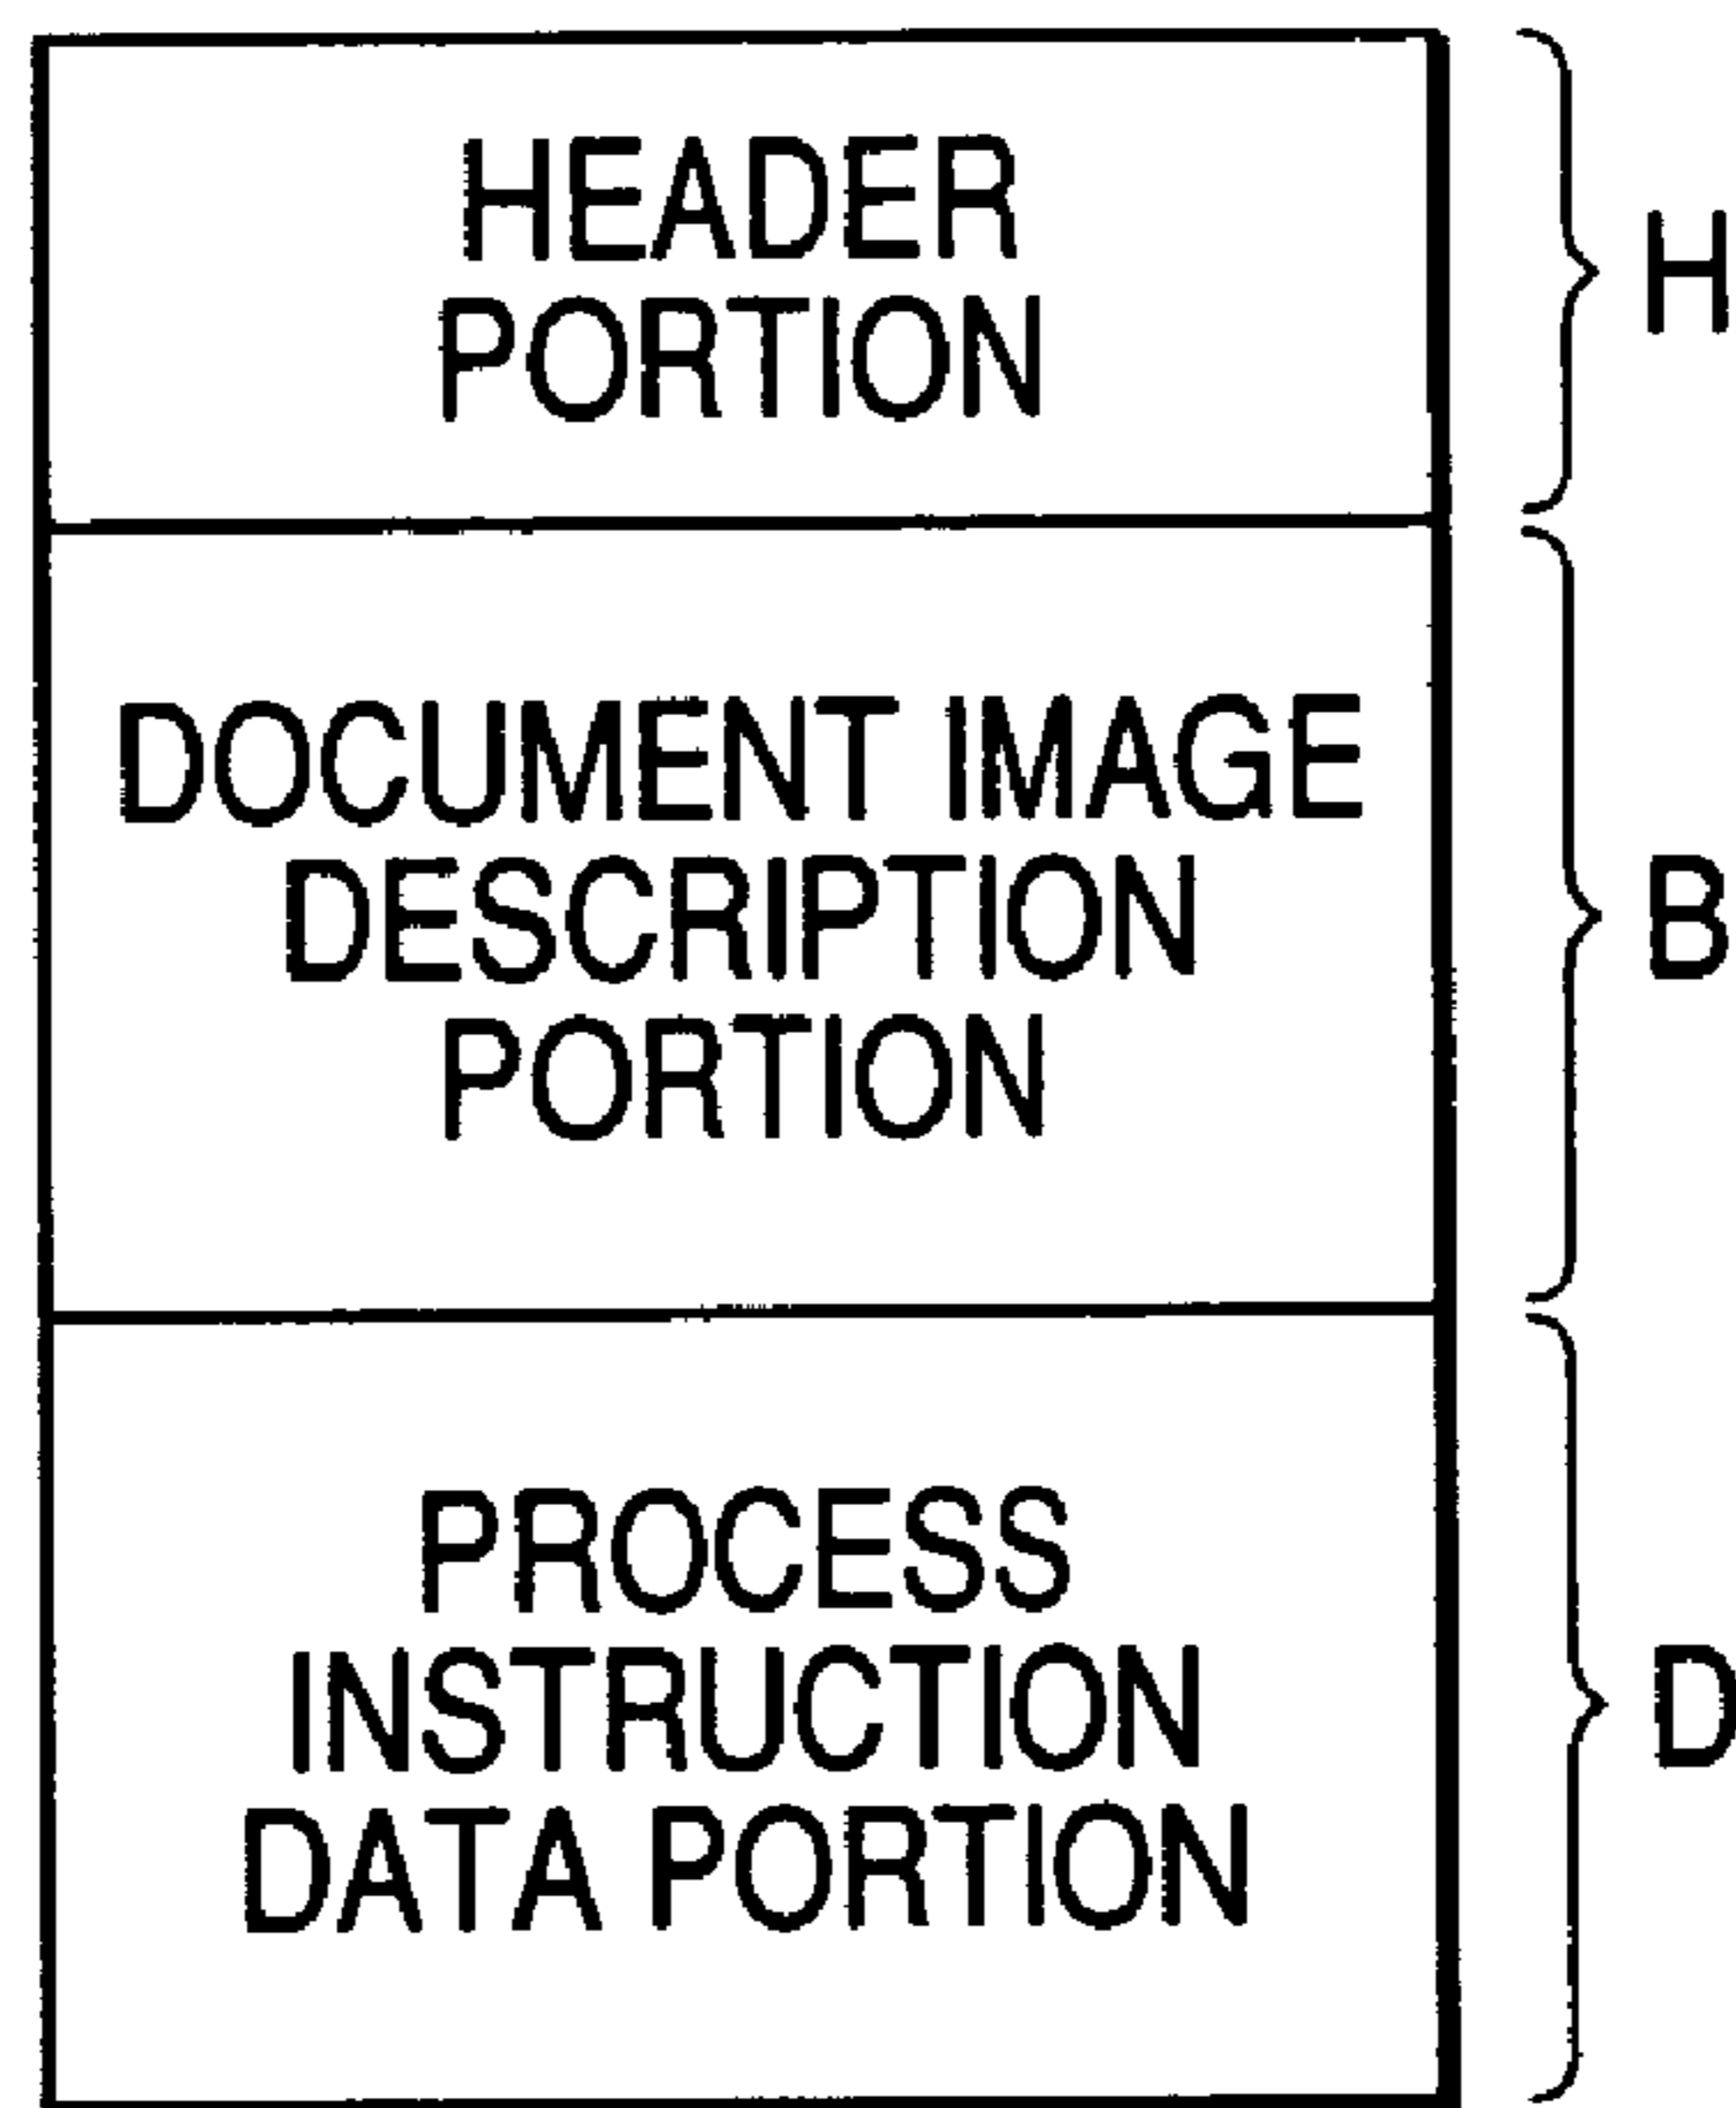 HEADER
PORTION
H
DOCUMENT IMAGE
DESCRIPTION
PORTION
B
PROCESS
INSTRUCTION
DATA PORTION
D